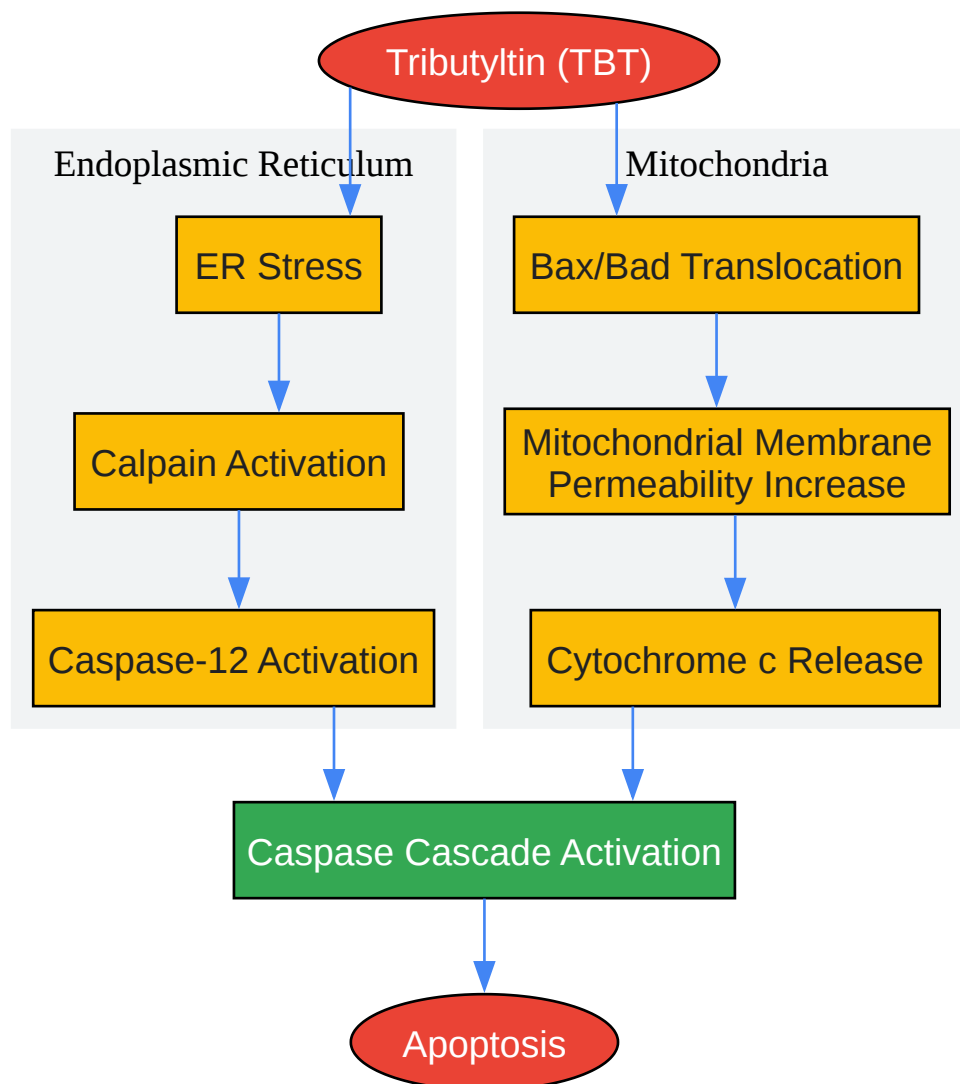 Tributyltin (TBT)
Endoplasmic Reticulum
Mitochondria
ER Stress
Bax/Bad Translocation
Calpain Activation
Mitochondrial Membrane
Permeability Increase
Caspase-12 Activation
Cytochrome c Release
Caspase Cascade Activation
Apoptosis